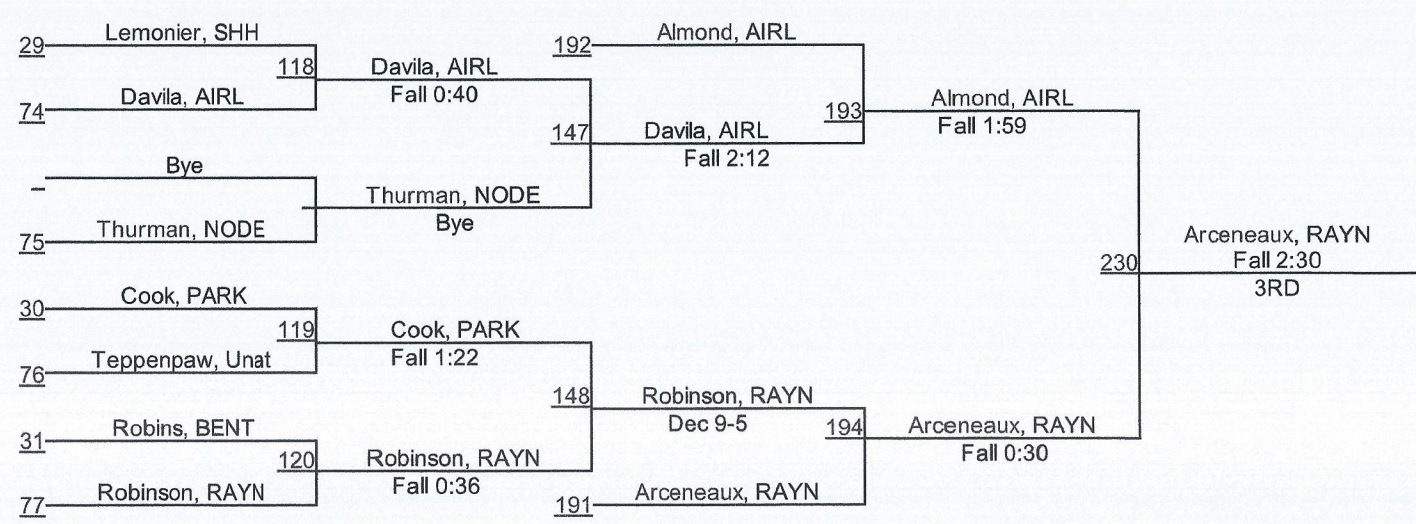 Lemonier, SHH
29
118
Davila, AIRL
Fall 0:40
Davila, AIRL
74
192
Almond, AIRL
193
Almond, AIRL
Fall 1:59
147
Davila, AIRL
Fall 2:12
Bye
Thurman, NODE
Bye
Thurman, NODE
75
230
Arceneaux, RAYN
Fall 2:30
3RD
Cook, PARK
30
119
Cook, PARK
Fall 1:22
Teppenpaw, Unat
76
148
Robinson, RAYN
Dec 9-5
194
Arceneaux, RAYN
Fall 0:30
Robins, BENT
31
120
Robinson, RAYN
Fall 0:36
Robinson, RAYN
77
191
Arceneaux, RAYN